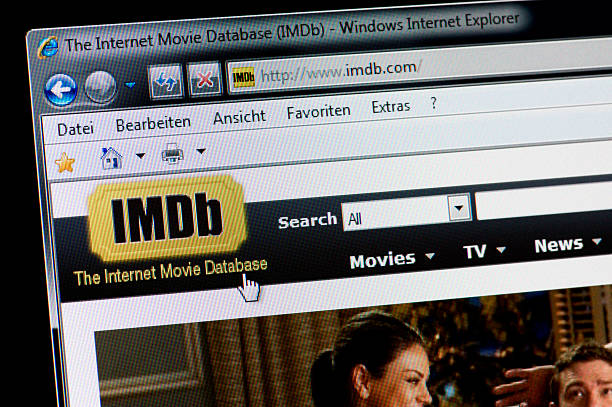 The Internet Movie Database (IMDb) - Windows Internet Explorer
IMDb http://www.imdb.com/
Datei Bearbeiten Ansicht Favoriten Extras ?
IMDb
Search All
The Internet Movie Database
Movies TV News